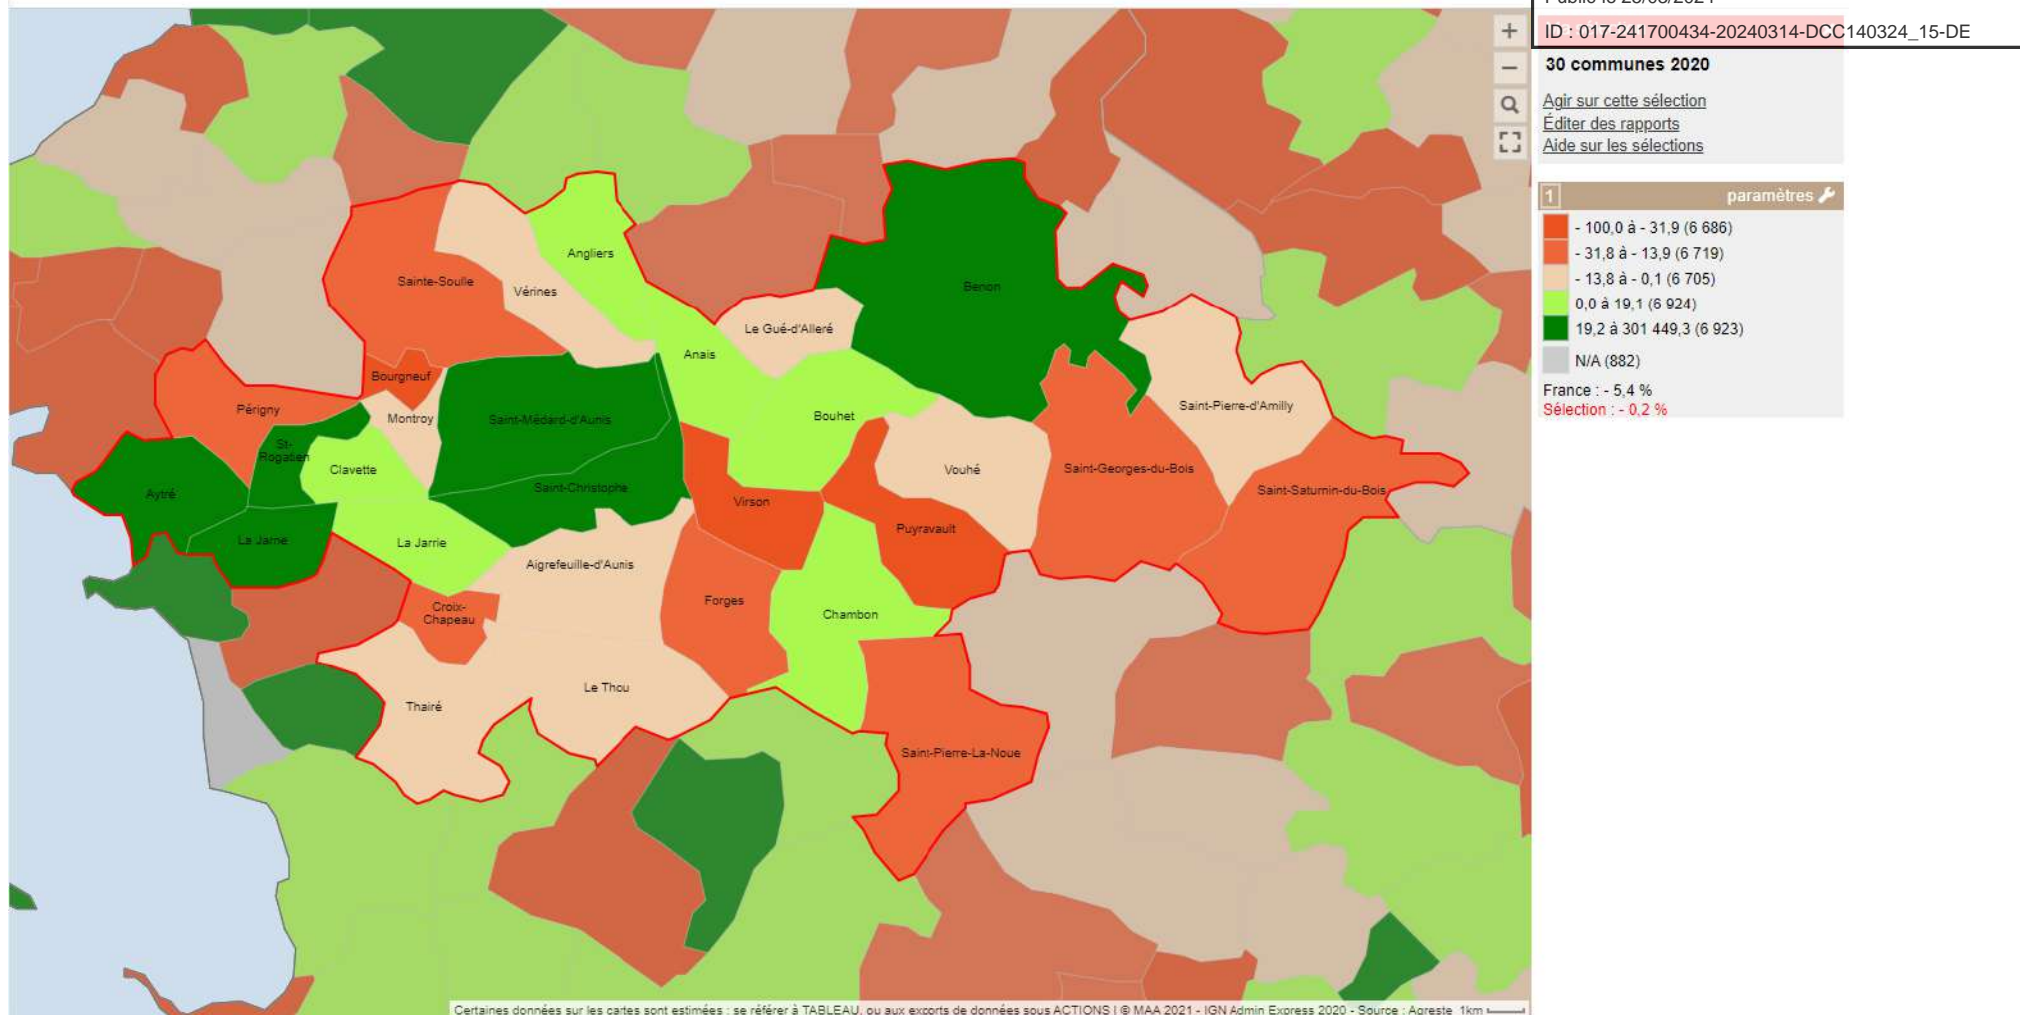 ID : 017-241700434-20240314-DCC140324_15-DE
30 communes 2020
Agir sur cette sélection
Éditer des rapports
Aide sur les sélections
1 paramètres
- 100,0 à - 31,9 (6 686)
- 31,8 à - 13,9 (6 719)
- 13,8 à - 0,1 (6 705)
0,0 à 19,1 (6 924)
19,2 à 301 449,3 (6 923)
N/A (882)
France : - 5,4 %
Sélection : - 0,2 %
Angliers
Sainte-Soulle
Vérines
Benon
Le Gué-d'Alleré
Anais
Bourgneuf
Périgny
Montroy
Saint-Médard-d'Aunis
Bouhet
Saint-Pierre-d'Amilly
St-
Rogatien
Clavette
Vouhé
Saint-Georges-du-Bois
Aytré
Saint-Christophe
Saint-Saturnin-du-Bois
Virson
Puyravault
La Jarne
La Jarrie
Aigrefeuille-d'Aunis
Forges
Croix-
Chapeau
Chambon
Le Thou
Thairé
Saint-Pierre-La-Noue
Certaines données sur les cartes sont estimées : se référer à TABLEAU, ou aux exports de données sous ACTIONS | © MAA 2021 - IGN Admin Express 2020 - Source : Agreste 1km